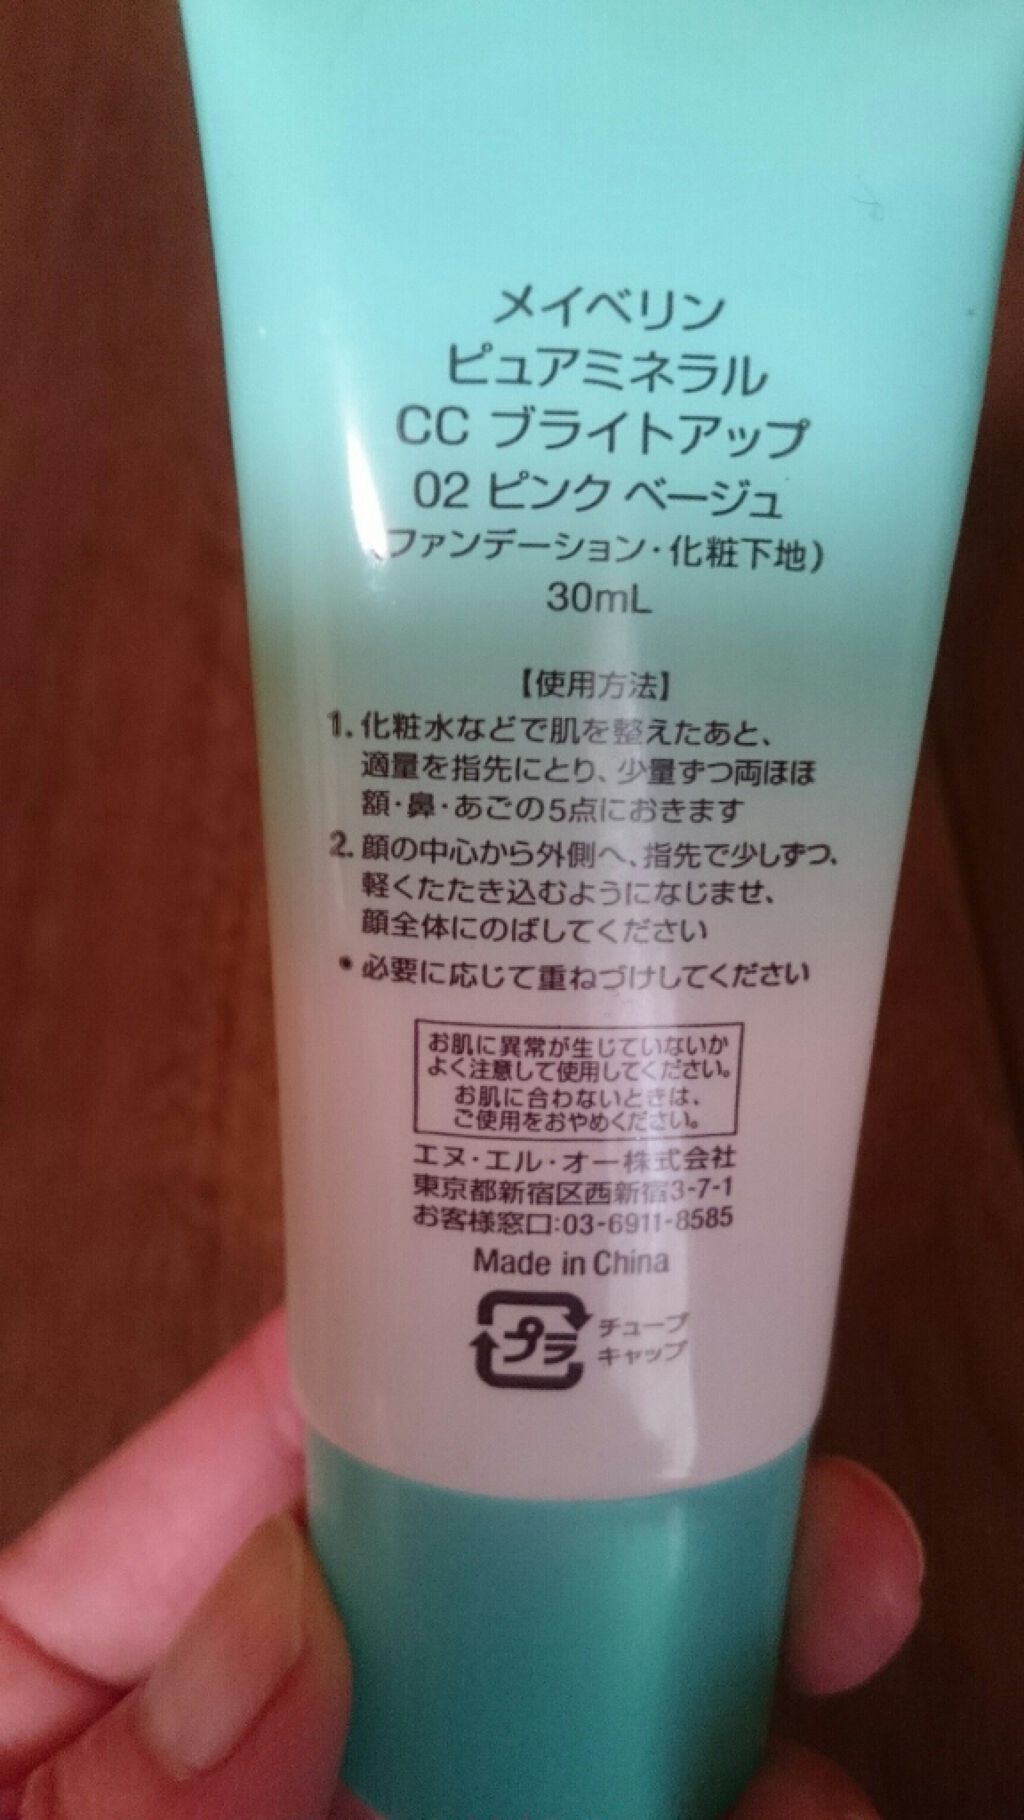 メイベリン
ピュアミネラル
CC ブライトアップ
02 ピンク ベージュ
(ファンデーション・化粧下地)
30mL
【使用方法】
1. 化粧水などで肌を整えたあと、
適量を指先にとり、少量ずつ両ほほ
額・鼻・あごの5点におきます
2. 顔の中心から外側へ、指先で少しずつ、
軽くたたき込むようになじませ、
顔全体にのばしてください
• 必要に応じて重ねづけしてください
お肌に異常が生じていないか
よく注意して使用してください。
お肌に合わないときは、
ご使用をおやめください。
エヌ・エル・オー株式会社
東京都新宿区西新宿3-7-1
お客様窓口:03-6911-8585
Made in China
プラ チューブ
キャップ